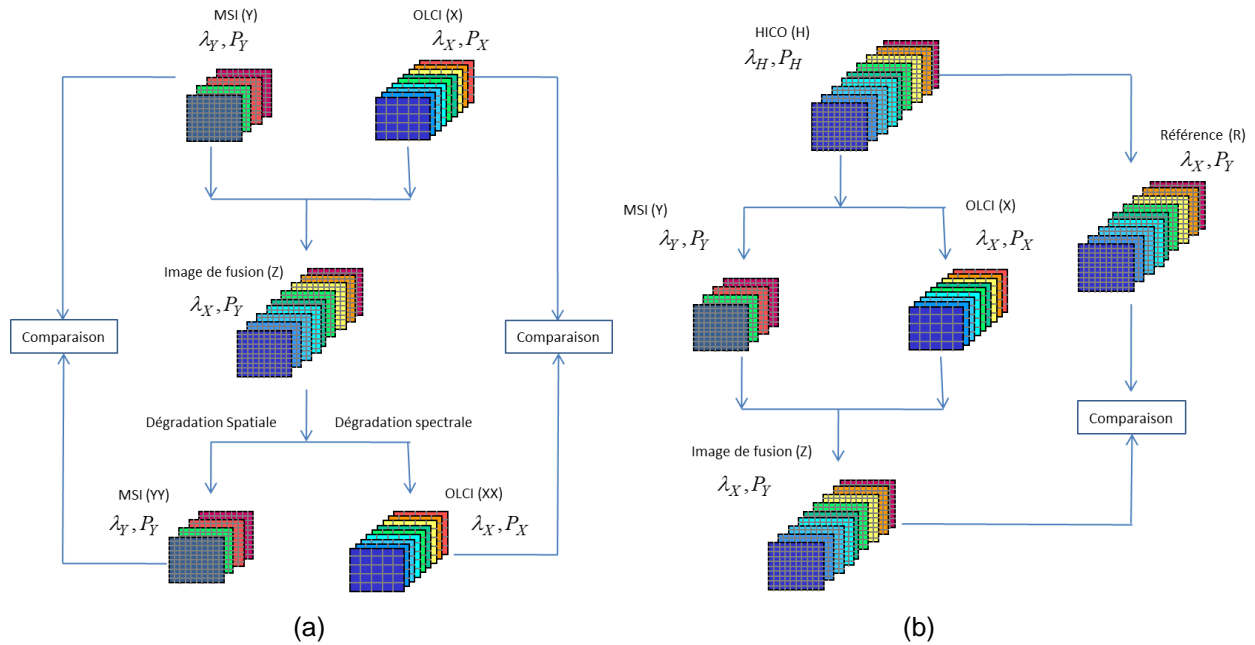 MSI (Y)
λ_Y, P_Y
OLCI (X)
λ_X, P_X
Image de fusion (Z)
λ_X, P_Y
Comparaison
Comparaison
Dégradation Spatiale
Dégradation spectrale
MSI (YY)
λ_Y, P_Y
OLCI (XX)
λ_X, P_X
(a)
HICO (H)
λ_H, P_H
Référence (R)
λ_X, P_Y
MSI (Y)
λ_Y, P_Y
OLCI (X)
λ_X, P_X
Comparaison
Image de fusion (Z)
λ_X, P_Y
(b)